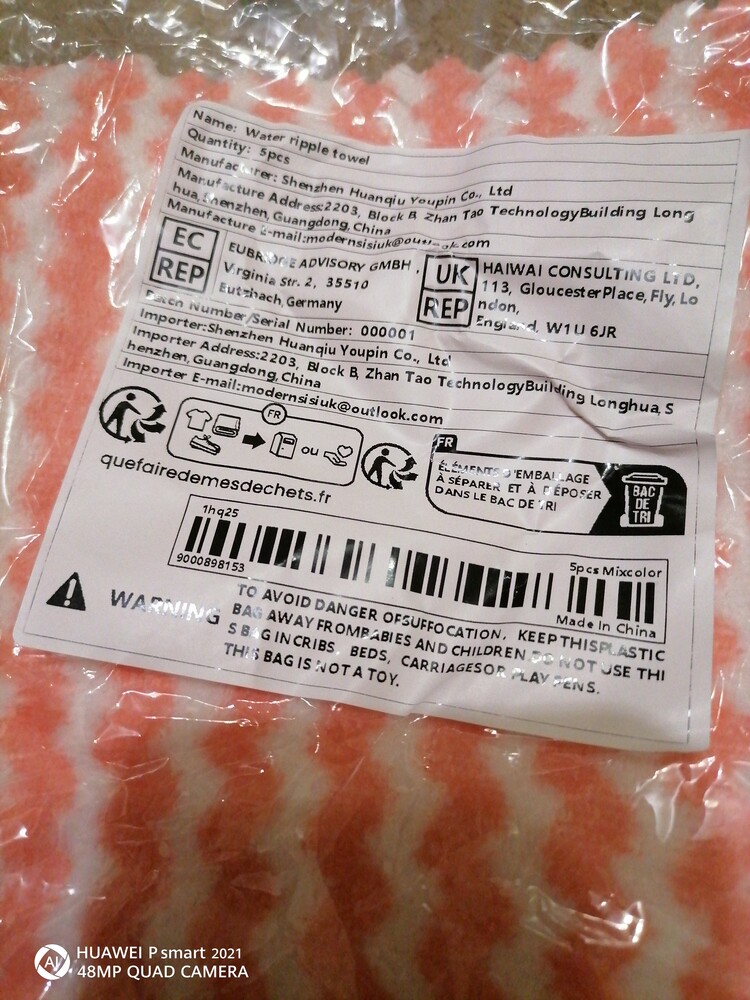 Name: Water ripple towel
Quantity: 5pcs
Manufacturer: Shenzhen Huanqiu Youpin Co., Ltd
Manufacture Address:2203, Block B, Zhan Tao TechnologyBuilding Long
hua, Shenzhen, Guangdong, China
Manufacture E-mail:modernsisiuk@outlook.com
EC
REP
EUBRIDGE ADVISORY GMBH,
Virginia Str. 2, 35510
Butzbach, Germany
UK
REP
HAIWAI CONSULTING LTD,
113, GloucesterPlace, Fly, Lo
ndon,
England, W1U 6JR
Batch Number/Serial Number: 000001
Importer:Shenzhen Huanqiu Youpin Co., Ltd
Importer Address:2203, Block B, Zhan Tao TechnologyBuilding Longhua, S
henzhen, Guangdong, China
Importer E-mail:modernsisiuk@outlook.com
FR
ou
quefairedemesdechets.fr
FR
ÉLÉMENTS D'EMBALLAGE
À SÉPARER ET À DÉPOSER
DANS LE BAC DE TRI
BAC
DE
TRI
1hq25
9000898153
5pcs Mixcolor
Made In China
WARNING
TO AVOID DANGER OFSUFFOCATION, KEEPTHISPLASTIC
BAG AWAY FROMBABIES AND CHILDREN DO NOT USE THI
S BAG INCRIBS, BEDS, CARRIAGESOR PLAY PENS.
THIS BAG IS NOT A TOY.
AI
HUAWEI P smart 2021
48MP QUAD CAMERA